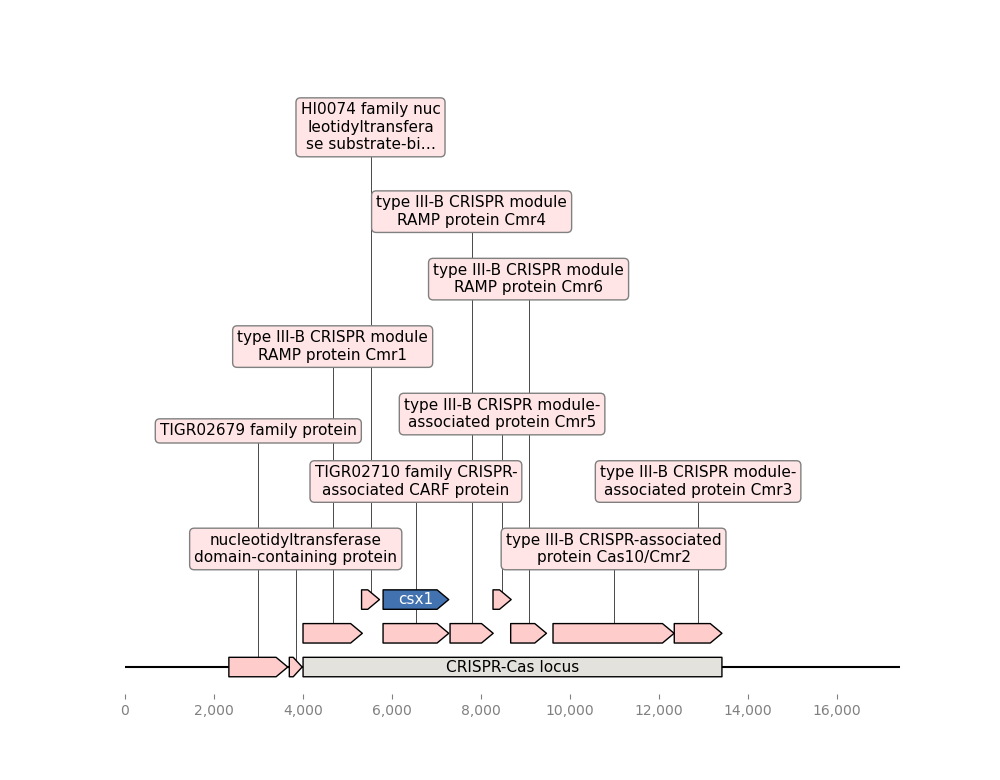 HI0074 family nuc
leotidyltransfera
se substrate-bi…
type III-B CRISPR module
RAMP protein Cmr4
type III-B CRISPR module
RAMP protein Cmr6
type III-B CRISPR module
RAMP protein Cmr1
type III-B CRISPR module-
associated protein Cmr5
TIGR02679 family protein
TIGR02710 family CRISPR-
associated CARF protein
type III-B CRISPR module-
associated protein Cmr3
nucleotidyltransferase
domain-containing protein
type III-B CRISPR-associated
protein Cas10/Cmr2
csx1
CRISPR-Cas locus
0 2,000 4,000 6,000 8,000 10,000 12,000 14,000 16,000